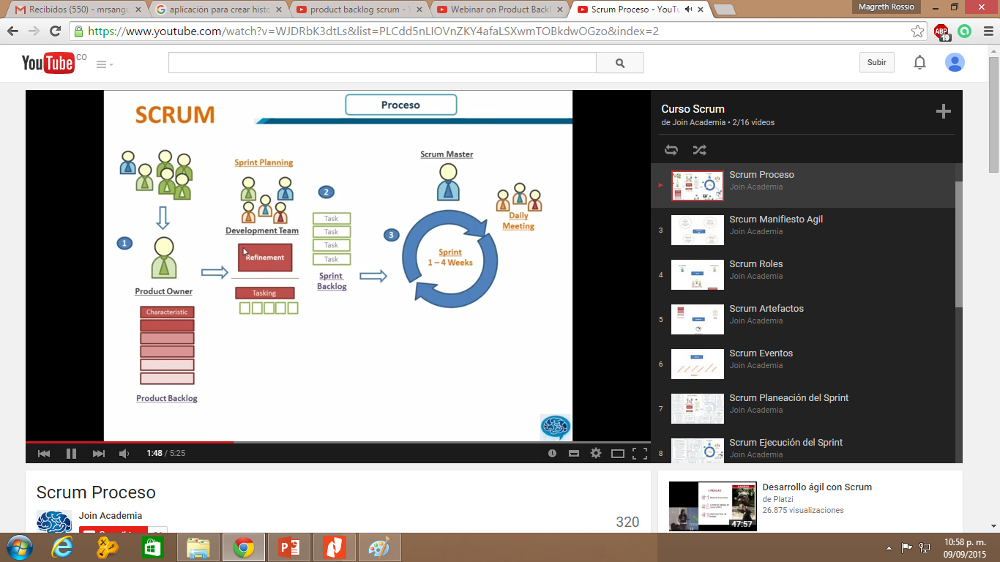 Recibidos (550) - mrsangu
aplicación para crear histo
product backlog scrum - Y
Webinar on Product Backl
Scrum Proceso - YouTu
Magreth Rossio
https://www.youtube.com/watch?v=WJDRbK3dtLs&list=PLCdd5nLIOVnZKY4afaLSXwmTOBkdwOGzo&index=2
ABP
19
YouTube CO
Subir
SCRUM
Proceso
Sprint Planning
Scrum Master
2
Task
Task
Task
Task
Daily
Meeting
Development Team
1
3
Refinement
Sprint
1 – 4 Weeks
Sprint
Backlog
Product Owner
Tasking
Characteristic
Product Backlog
1:48 / 5:25
Curso Scrum
de Join Academia • 2/16 vídeos
Scrum Proceso
Join Academia
3
Srcum Manifiesto Agil
Join Academia
4
Scrum Roles
Join Academia
5
Scrum Artefactos
Join Academia
6
Scrum Eventos
Join Academia
7
Scrum Planeación del Sprint
Join Academia
8
Scrum Ejecución del Sprint
Join Academia
Scrum Proceso
Join Academia
320
Desarrollo ágil con Scrum
de Platzi
26.875 visualizaciones
47:57
10:58 p. m.
09/09/2015